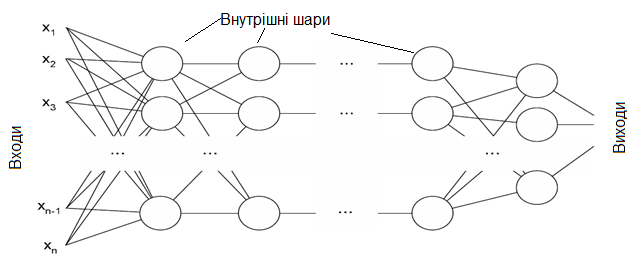 Внутрішні шари
x1
x2
x3
xn-1
xn
Входи
Виходи
...
...
...
...
...